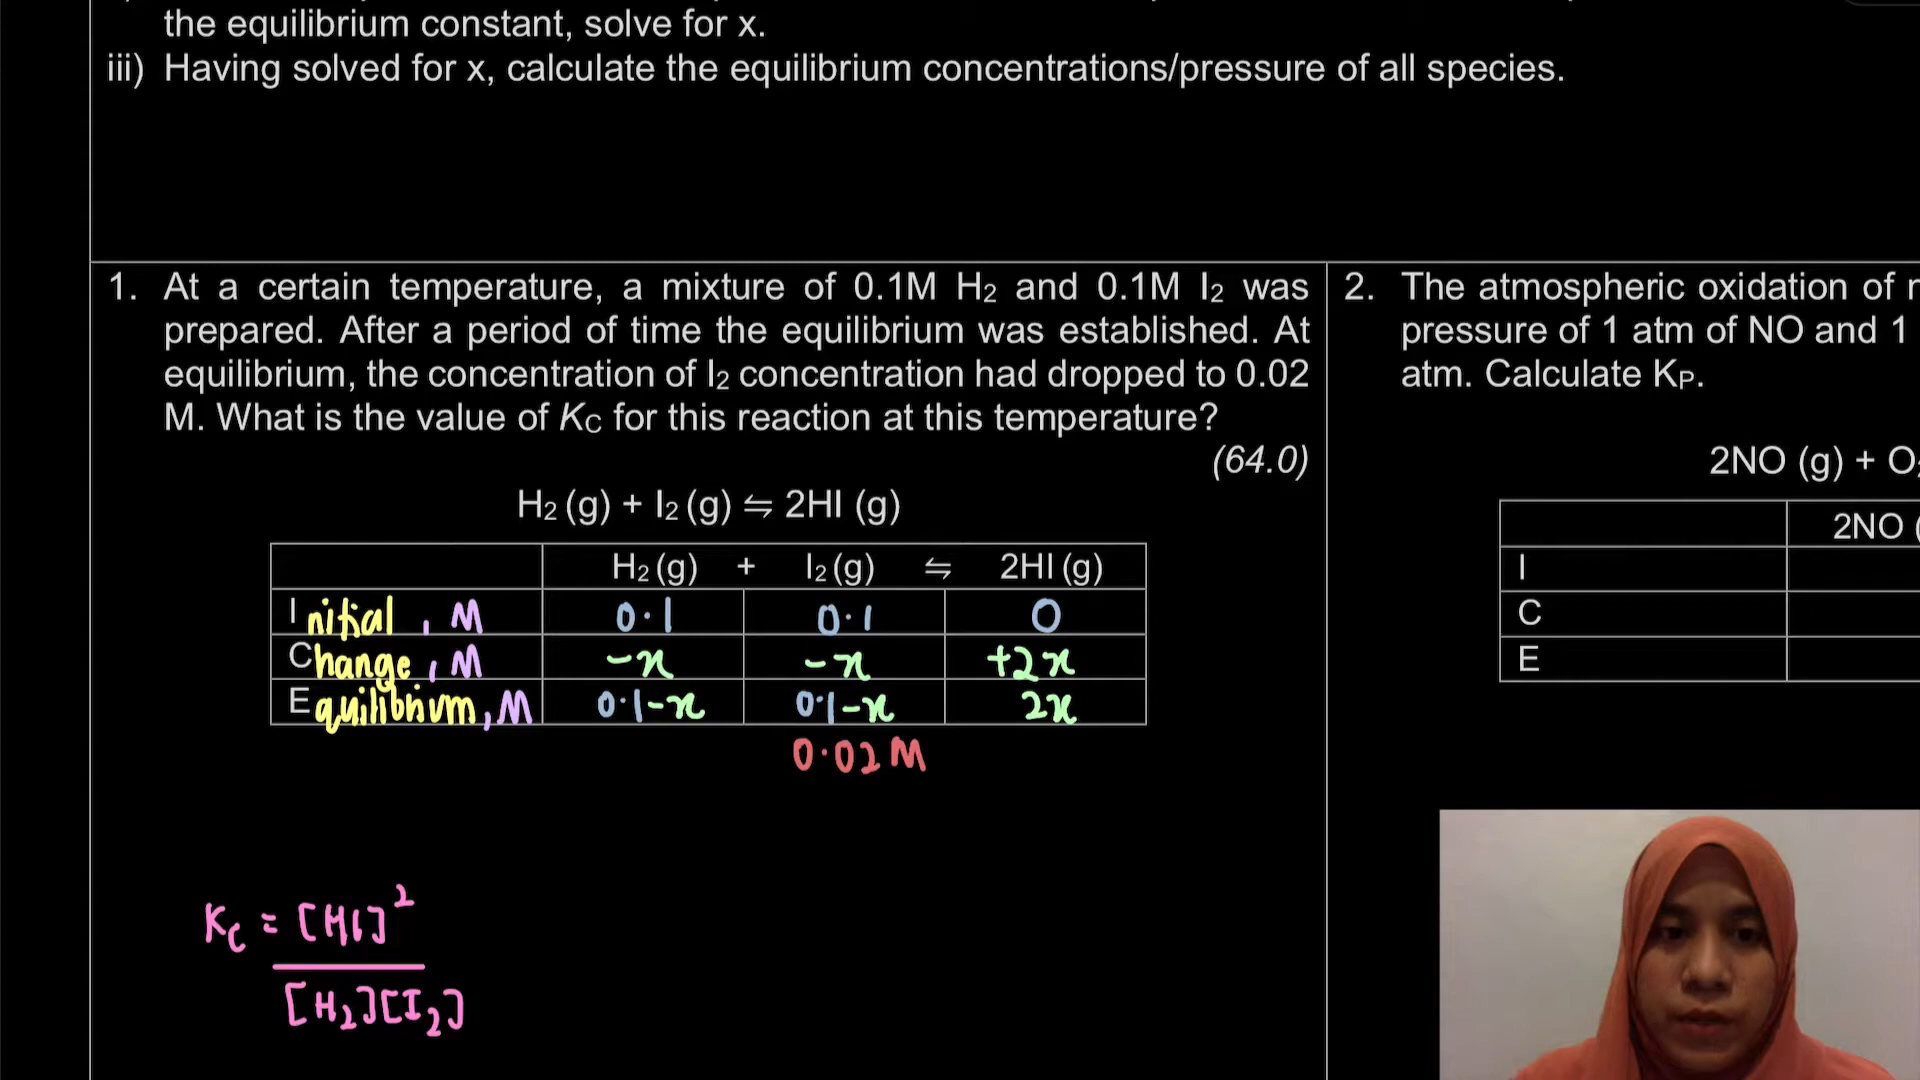 the equilibrium constant, solve for x.
iii) Having solved for x, calculate the equilibrium concentrations/pressure of all species.
1. At a certain temperature, a mixture of 0.1M H₂ and 0.1M I₂ was
prepared. After a period of time the equilibrium was established. At
equilibrium, the concentration of I₂ concentration had dropped to 0.02
M. What is the value of KC for this reaction at this temperature?
(64.0)
H₂ (g) + I₂ (g) ⇋ 2HI (g)
H₂ (g) + I₂ (g) ⇋ 2HI (g)
Initial, M 0.1 0.1 0
Change, M -x -x +2x
Equilibrium, M 0.1-x 0.1-x 2x
0.02 M
Kc = [HI]²
[H₂][I₂]
2. The atmospheric oxidation of
pressure of 1 atm of NO and 1
atm. Calculate KP.
2NO (g) + O
2NO (
I
C
E